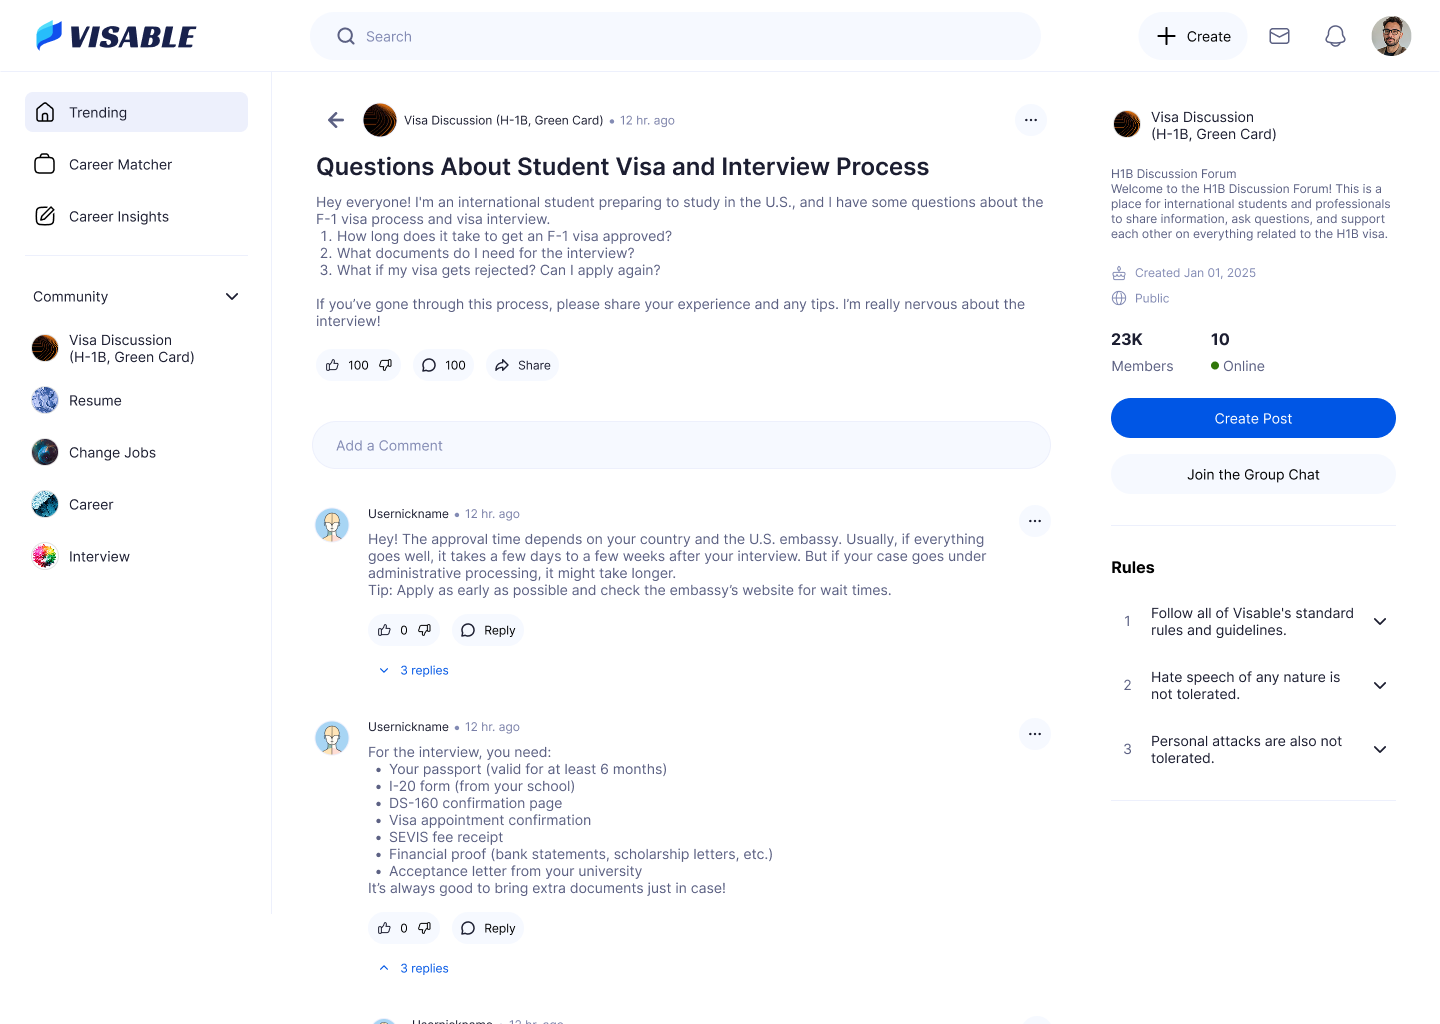 VISABLE
Search
Create
Trending
Career Matcher
Career Insights
Community
Visa Discussion
(H-1B, Green Card)
Resume
Change Jobs
Career
Interview
Visa Discussion (H-1B, Green Card) • 12 hr. ago
Questions About Student Visa and Interview Process
Hey everyone! I'm an international student preparing to study in the U.S., and I have some questions about the
F-1 visa process and visa interview.
1. How long does it take to get an F-1 visa approved?
2. What documents do I need for the interview?
3. What if my visa gets rejected? Can I apply again?
If you’ve gone through this process, please share your experience and any tips. I’m really nervous about the
interview!
100
100
Share
Add a Comment
Usernickname • 12 hr. ago
Hey! The approval time depends on your country and the U.S. embassy. Usually, if everything
goes well, it takes a few days to a few weeks after your interview. But if your case goes under
administrative processing, it might take longer.
Tip: Apply as early as possible and check the embassy’s website for wait times.
0
Reply
3 replies
Usernickname • 12 hr. ago
For the interview, you need:
• Your passport (valid for at least 6 months)
• I-20 form (from your school)
• DS-160 confirmation page
• Visa appointment confirmation
• SEVIS fee receipt
• Financial proof (bank statements, scholarship letters, etc.)
• Acceptance letter from your university
It’s always good to bring extra documents just in case!
0
Reply
3 replies
Usernickname • 12 hr. ago
Visa Discussion
(H-1B, Green Card)
H1B Discussion Forum
Welcome to the H1B Discussion Forum! This is a
place for international students and professionals
to share information, ask questions, and support
each other on everything related to the H1B visa.
Created Jan 01, 2025
Public
23K
Members
10
Online
Create Post
Join the Group Chat
Rules
1 Follow all of Visable's standard
rules and guidelines.
2 Hate speech of any nature is
not tolerated.
3 Personal attacks are also not
tolerated.